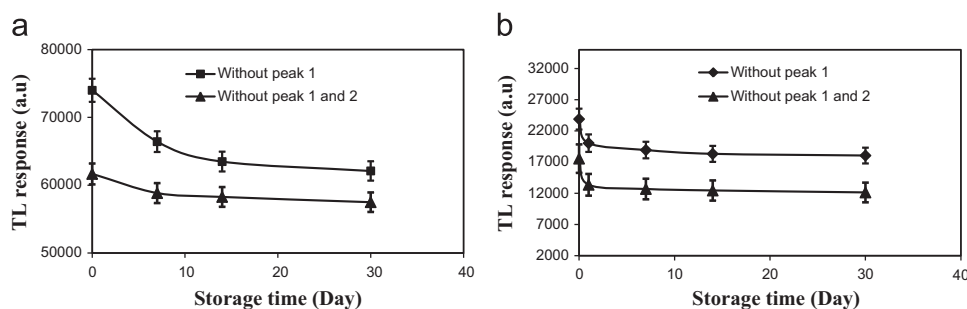 a
80000
70000
60000
50000
TL response (a.u)
Without peak 1
Without peak 1 and 2
0 10 20 30 40
Storage time (Day)
b
32000
27000
22000
17000
12000
7000
2000
TL response (a.u)
Without peak 1
Without peak 1 and 2
0 10 20 30 40
Storage time (Day)